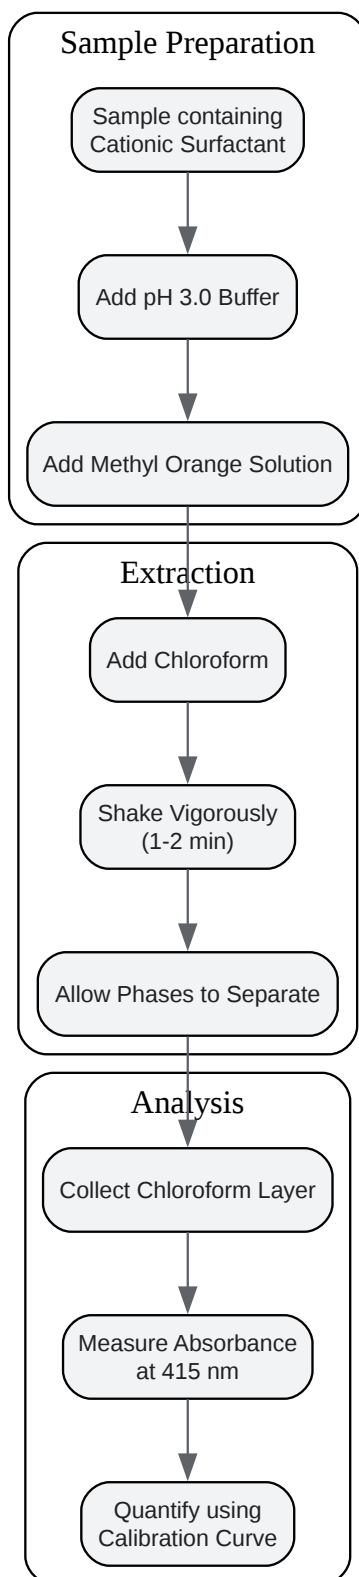 Sample Preparation
Sample containing
Cationic Surfactant
Add pH 3.0 Buffer
Add Methyl Orange Solution
Extraction
Add Chloroform
Shake Vigorously
(1-2 min)
Allow Phases to Separate
Analysis
Collect Chloroform Layer
Measure Absorbance
at 415 nm
Quantify using
Calibration Curve